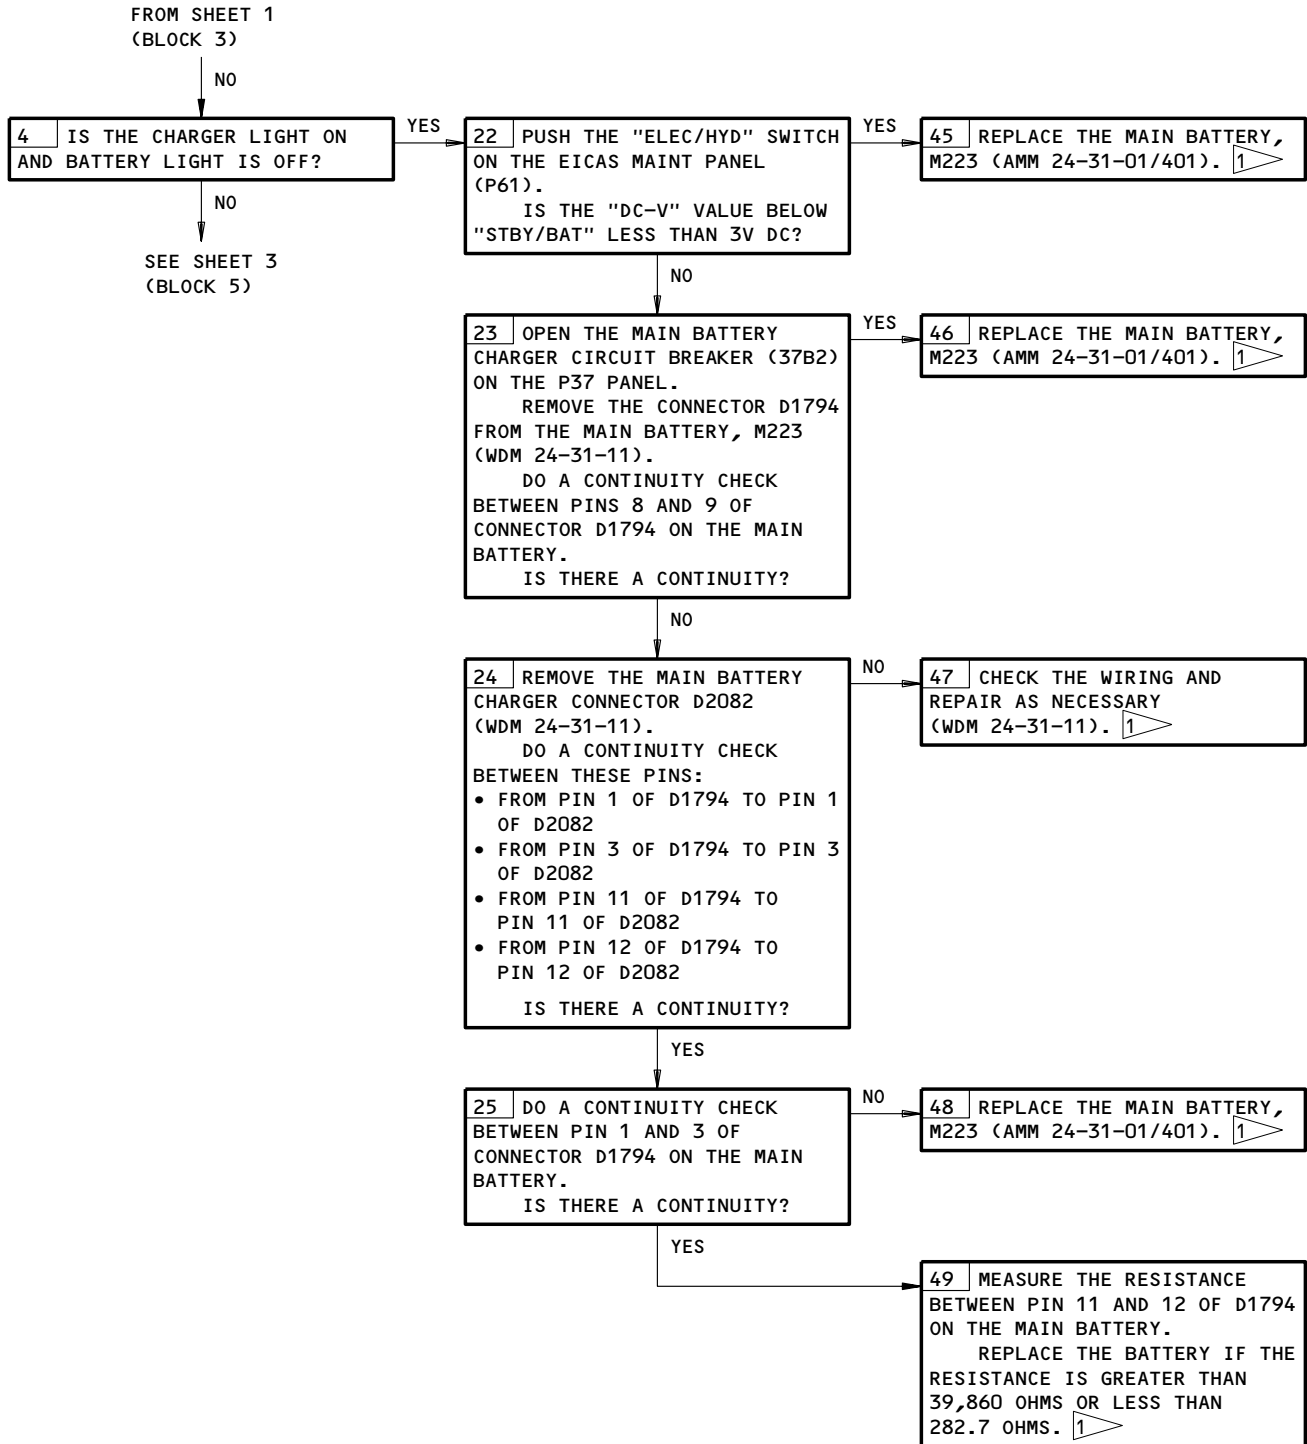 FROM SHEET 1
(BLOCK 3)
NO
4 IS THE CHARGER LIGHT ON
AND BATTERY LIGHT IS OFF?
YES
NO
SEE SHEET 3
(BLOCK 5)
22 PUSH THE "ELEC/HYD" SWITCH
ON THE EICAS MAINT PANEL
(P61).
IS THE "DC-V" VALUE BELOW
"STBY/BAT" LESS THAN 3V DC?
YES
45 REPLACE THE MAIN BATTERY,
M223 (AMM 24-31-01/401). 1
NO
23 OPEN THE MAIN BATTERY
CHARGER CIRCUIT BREAKER (37B2)
ON THE P37 PANEL.
REMOVE THE CONNECTOR D1794
FROM THE MAIN BATTERY, M223
(WDM 24-31-11).
DO A CONTINUITY CHECK
BETWEEN PINS 8 AND 9 OF
CONNECTOR D1794 ON THE MAIN
BATTERY.
IS THERE A CONTINUITY?
YES
46 REPLACE THE MAIN BATTERY,
M223 (AMM 24-31-01/401). 1
NO
24 REMOVE THE MAIN BATTERY
CHARGER CONNECTOR D2082
(WDM 24-31-11).
DO A CONTINUITY CHECK
BETWEEN THESE PINS:
• FROM PIN 1 OF D1794 TO PIN 1
OF D2082
• FROM PIN 3 OF D1794 TO PIN 3
OF D2082
• FROM PIN 11 OF D1794 TO
PIN 11 OF D2082
• FROM PIN 12 OF D1794 TO
PIN 12 OF D2082
IS THERE A CONTINUITY?
NO
47 CHECK THE WIRING AND
REPAIR AS NECESSARY
(WDM 24-31-11). 1
YES
25 DO A CONTINUITY CHECK
BETWEEN PIN 1 AND 3 OF
CONNECTOR D1794 ON THE MAIN
BATTERY.
IS THERE A CONTINUITY?
NO
48 REPLACE THE MAIN BATTERY,
M223 (AMM 24-31-01/401). 1
YES
49 MEASURE THE RESISTANCE
BETWEEN PIN 11 AND 12 OF D1794
ON THE MAIN BATTERY.
REPLACE THE BATTERY IF THE
RESISTANCE IS GREATER THAN
39,860 OHMS OR LESS THAN
282.7 OHMS. 1